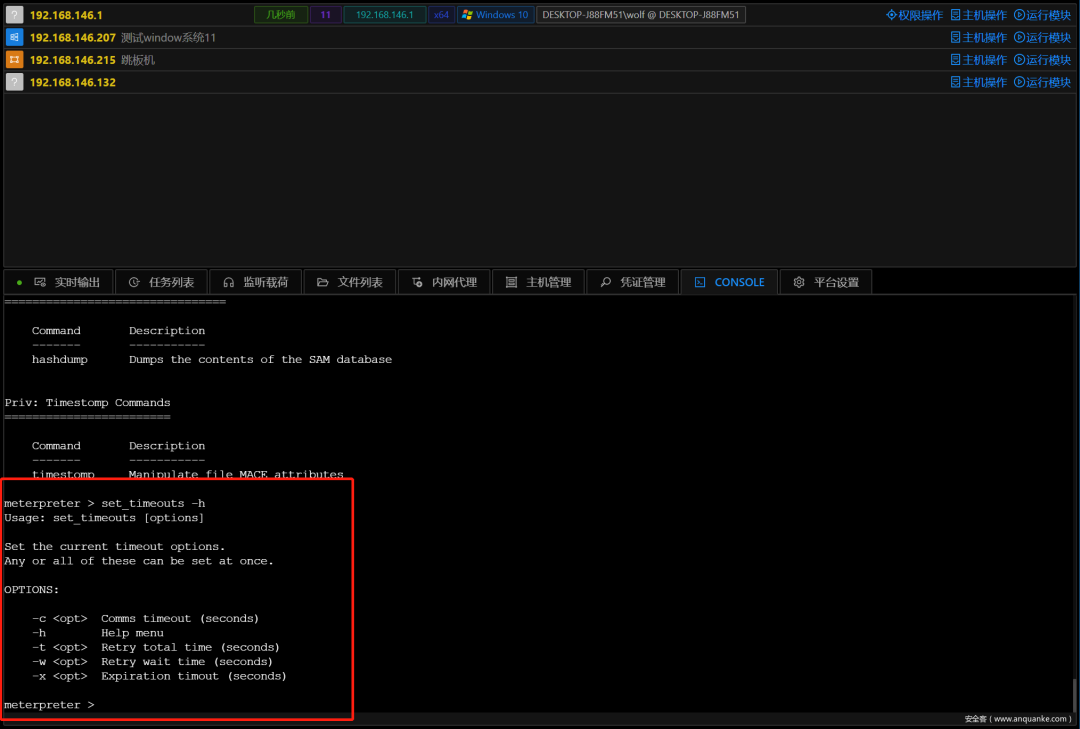 192.168.146.1 几秒前 11 192.168.146.1 x64 Windows 10 DESKTOP-J88FM51\wolf @ DESKTOP-J88FM51 权限操作 主机操作 运行模块
192.168.146.207 测试window系统11 主机操作 运行模块
192.168.146.215 跳板机 主机操作 运行模块
192.168.146.132 主机操作 运行模块
实时输出 任务列表 监听载荷 文件列表 内网代理 主机管理 凭证管理 CONSOLE 平台设置
================================
Command Description
------- -----------
hashdump Dumps the contents of the SAM database
Priv: Timestomp Commands
========================
Command Description
------- -----------
timestomp Manipulate file MACE attributes
meterpreter > set_timeouts -h
Usage: set_timeouts [options]
Set the current timeout options.
Any or all of these can be set at once.
OPTIONS:
-c <opt> Comms timeout (seconds)
-h Help menu
-t <opt> Retry total time (seconds)
-w <opt> Retry wait time (seconds)
-x <opt> Expiration timout (seconds)
meterpreter >
安全客 ( www.anquanke.com )